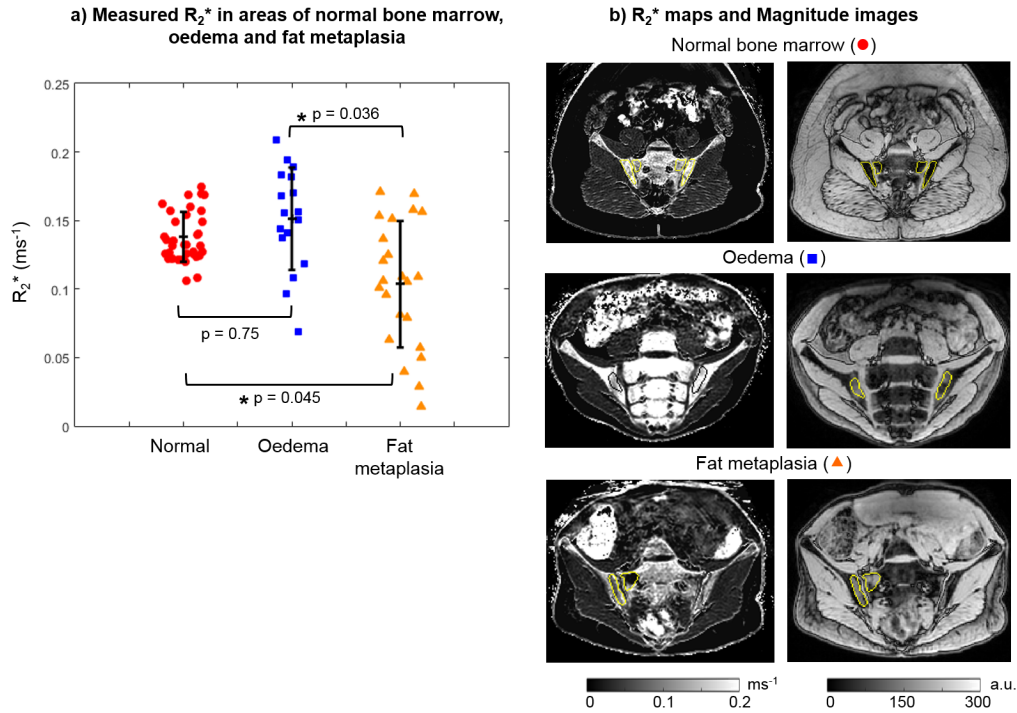 a) Measured R2* in areas of normal bone marrow,
oedema and fat metaplasia
0.25
0.2
0.15
0.1
0.05
0
R2* (ms-1)
* p = 0.036
p = 0.75
* p = 0.045
Normal
Oedema
Fat
metaplasia
b) R2* maps and Magnitude images
Normal bone marrow (●)
Oedema (■)
Fat metaplasia (▲)
ms-1
0 0.1 0.2
a.u.
0 150 300